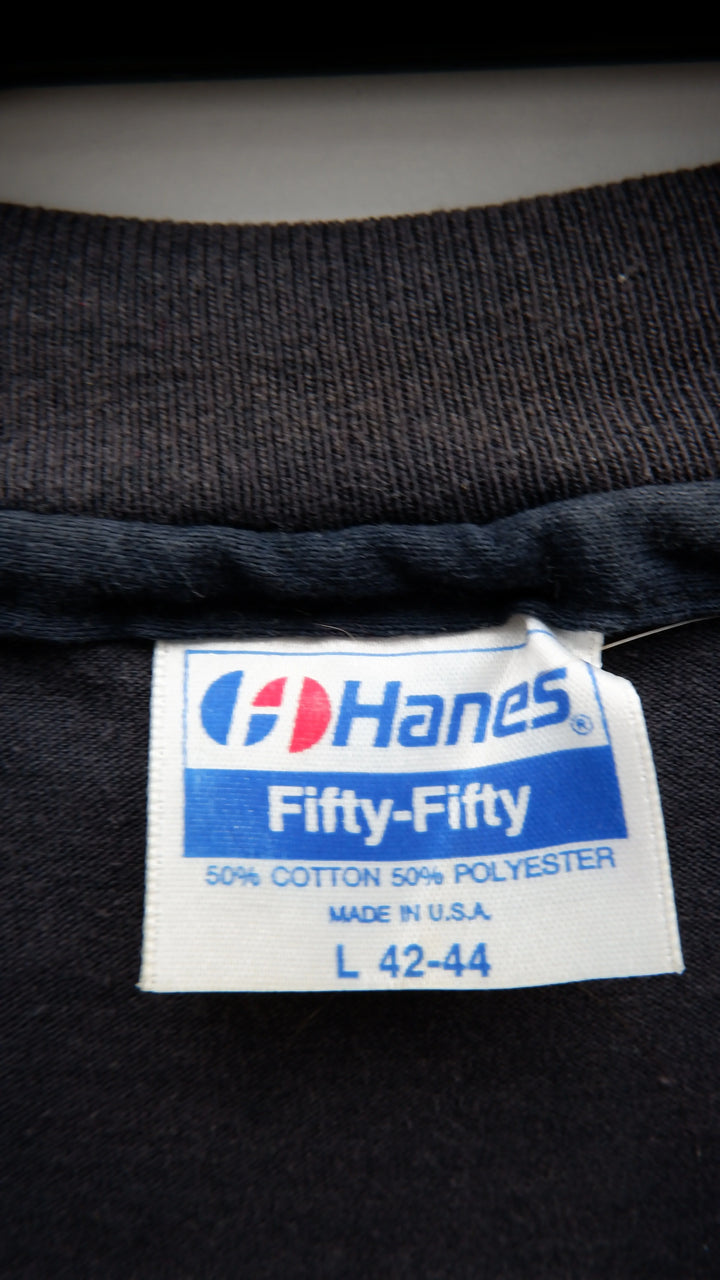 Hanes®
Fifty-Fifty
50% COTTON 50% POLYESTER
MADE IN U.S.A.
L 42-44